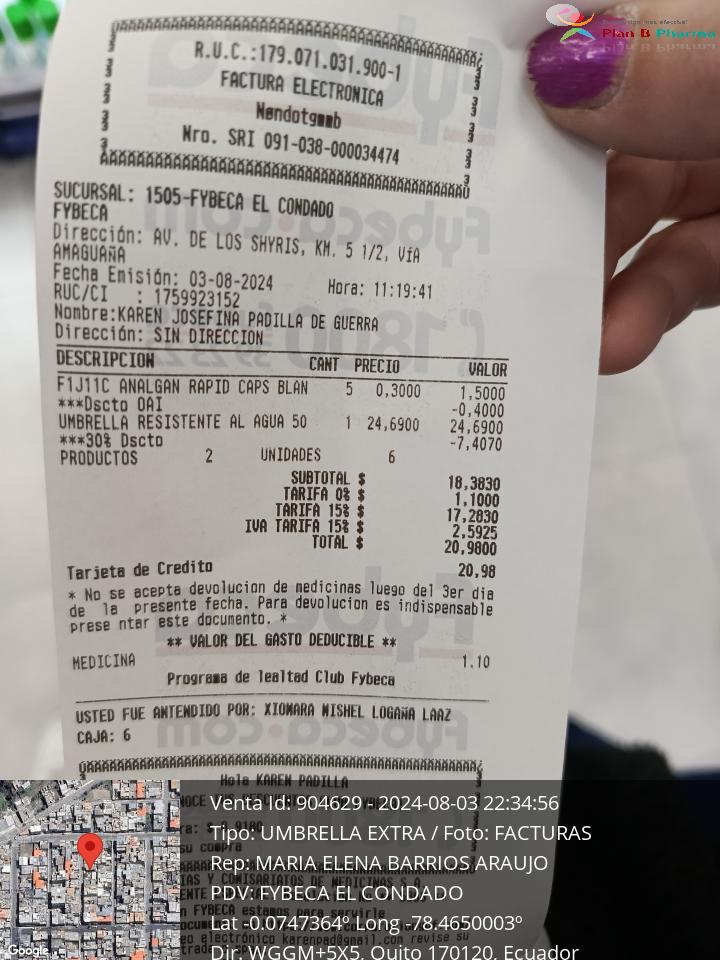 Plan B Pharma
R.U.C.:179.071.031.900-1
FACTURA ELECTRONICA
Nro. SRI 091-038-000034474
SUCURSAL: 1505-FYBECA EL CONDADO
FYBECA
Dirección: AV. DE LOS SHYRIS, KM. 5 1/2, VíA
AMAGUAÑA
Fecha Emisión: 03-08-2024 Hora: 11:19:41
RUC/CI : 1759923152
Nombre:KAREN JOSEFINA PADILLA DE GUERRA
Dirección: SIN DIRECCION
DESCRIPCION CANT PRECIO VALOR
F1J11C ANALGAN RAPID CAPS BLAN 5 0,3000 1,5000
***Dscto OAI -0,4000
UMBRELLA RESISTENTE AL AGUA 50 1 24,6900 24,6900
***30% Dscto -7,4070
PRODUCTOS 2 UNIDADES 6
SUBTOTAL $ 18,3830
TARIFA 0% $ 1,1000
TARIFA 15% $ 17,2830
IVA TARIFA 15% $ 2,5925
TOTAL $ 20,9800
Tarjeta de Credito 20,98
* No se acepta devolucion de medicinas luego del 3er dia
de la presente fecha. Para devolucion es indispensable
prese ntar este documento. *
** VALOR DEL GASTO DEDUCIBLE **
MEDICINA 1.10
Programa de lealtad Club Fybeca
USTED FUE ANTENDIDO POR: XIOMARA MISHEL LOGAÑA LAAZ
CAJA: 6
Hola KAREN PADILLA
su compra
Venta Id: 904629 - 2024-08-03 22:34:56
Tipo: UMBRELLA EXTRA / Foto: FACTURAS
Rep: MARIA ELENA BARRIOS ARAUJO
PDV: FYBECA EL CONDADO
Lat -0.0747364º Long -78.4650003º
Dir: WGGM+5X5, Quito 170120, Ecuador
Google